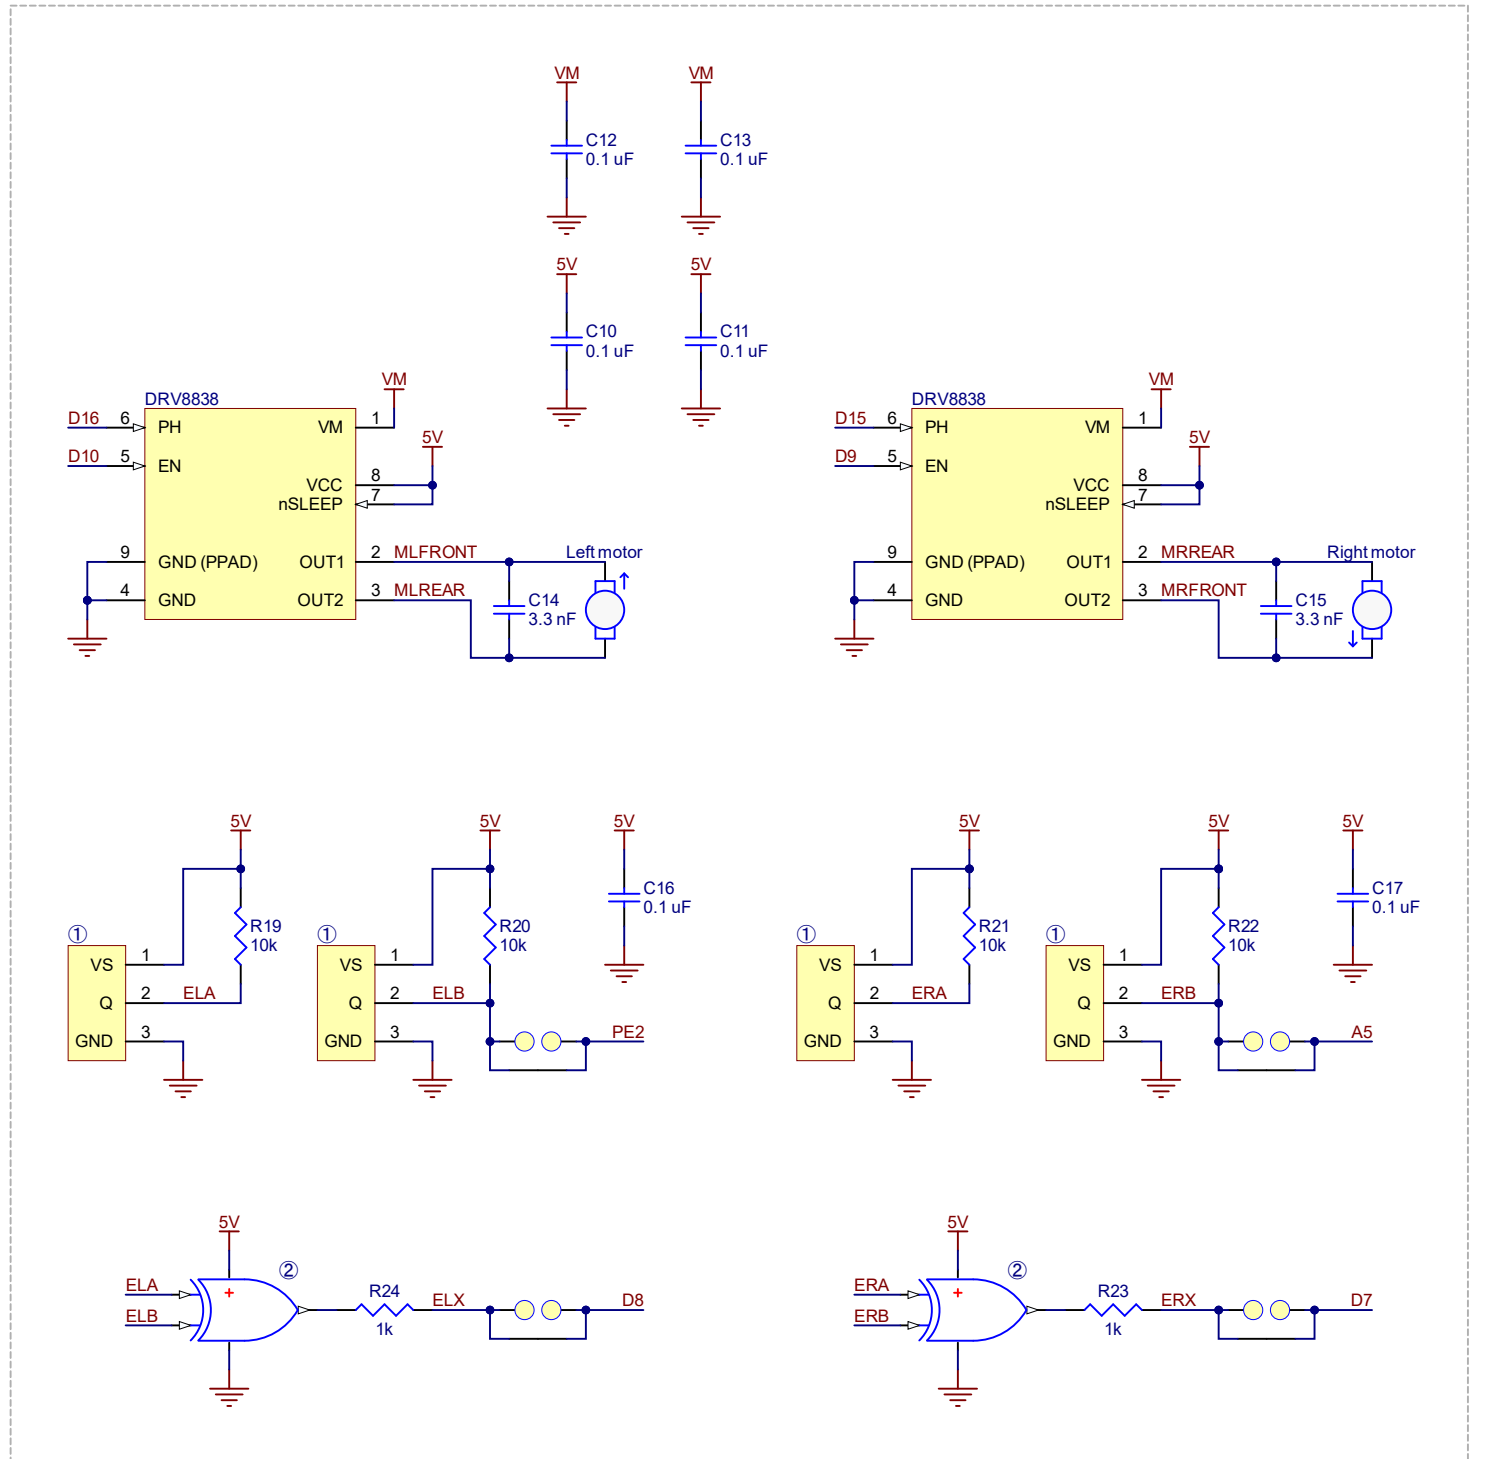 VM
VM
C12
0.1 uF
C13
0.1 uF
5V
5V
C10
0.1 uF
C11
0.1 uF
DRV8838
VM
D16 6 PH
VM 1
D10 5 EN
5V
VCC 8
nSLEEP 7
9 GND (PPAD)
OUT1 2 MLFRONT
Left motor
4 GND
OUT2 3 MLREAR
C14
3.3 nF
DRV8838
VM
D15 6 PH
VM 1
D9 5 EN
5V
VCC 8
nSLEEP 7
9 GND (PPAD)
OUT1 2 MRREAR
Right motor
4 GND
OUT2 3 MRFRONT
C15
3.3 nF
5V
R19
10k
①
VS 1
Q 2 ELA
GND 3
5V
R20
10k
①
VS 1
Q 2 ELB
GND 3
PE2
5V
C16
0.1 uF
5V
R21
10k
①
VS 1
Q 2 ERA
GND 3
5V
R22
10k
①
VS 1
Q 2 ERB
GND 3
A5
5V
C17
0.1 uF
5V
②
ELA
ELB
+
R24
1k
ELX
D8
5V
②
ERA
ERB
+
R23
1k
ERX
D7